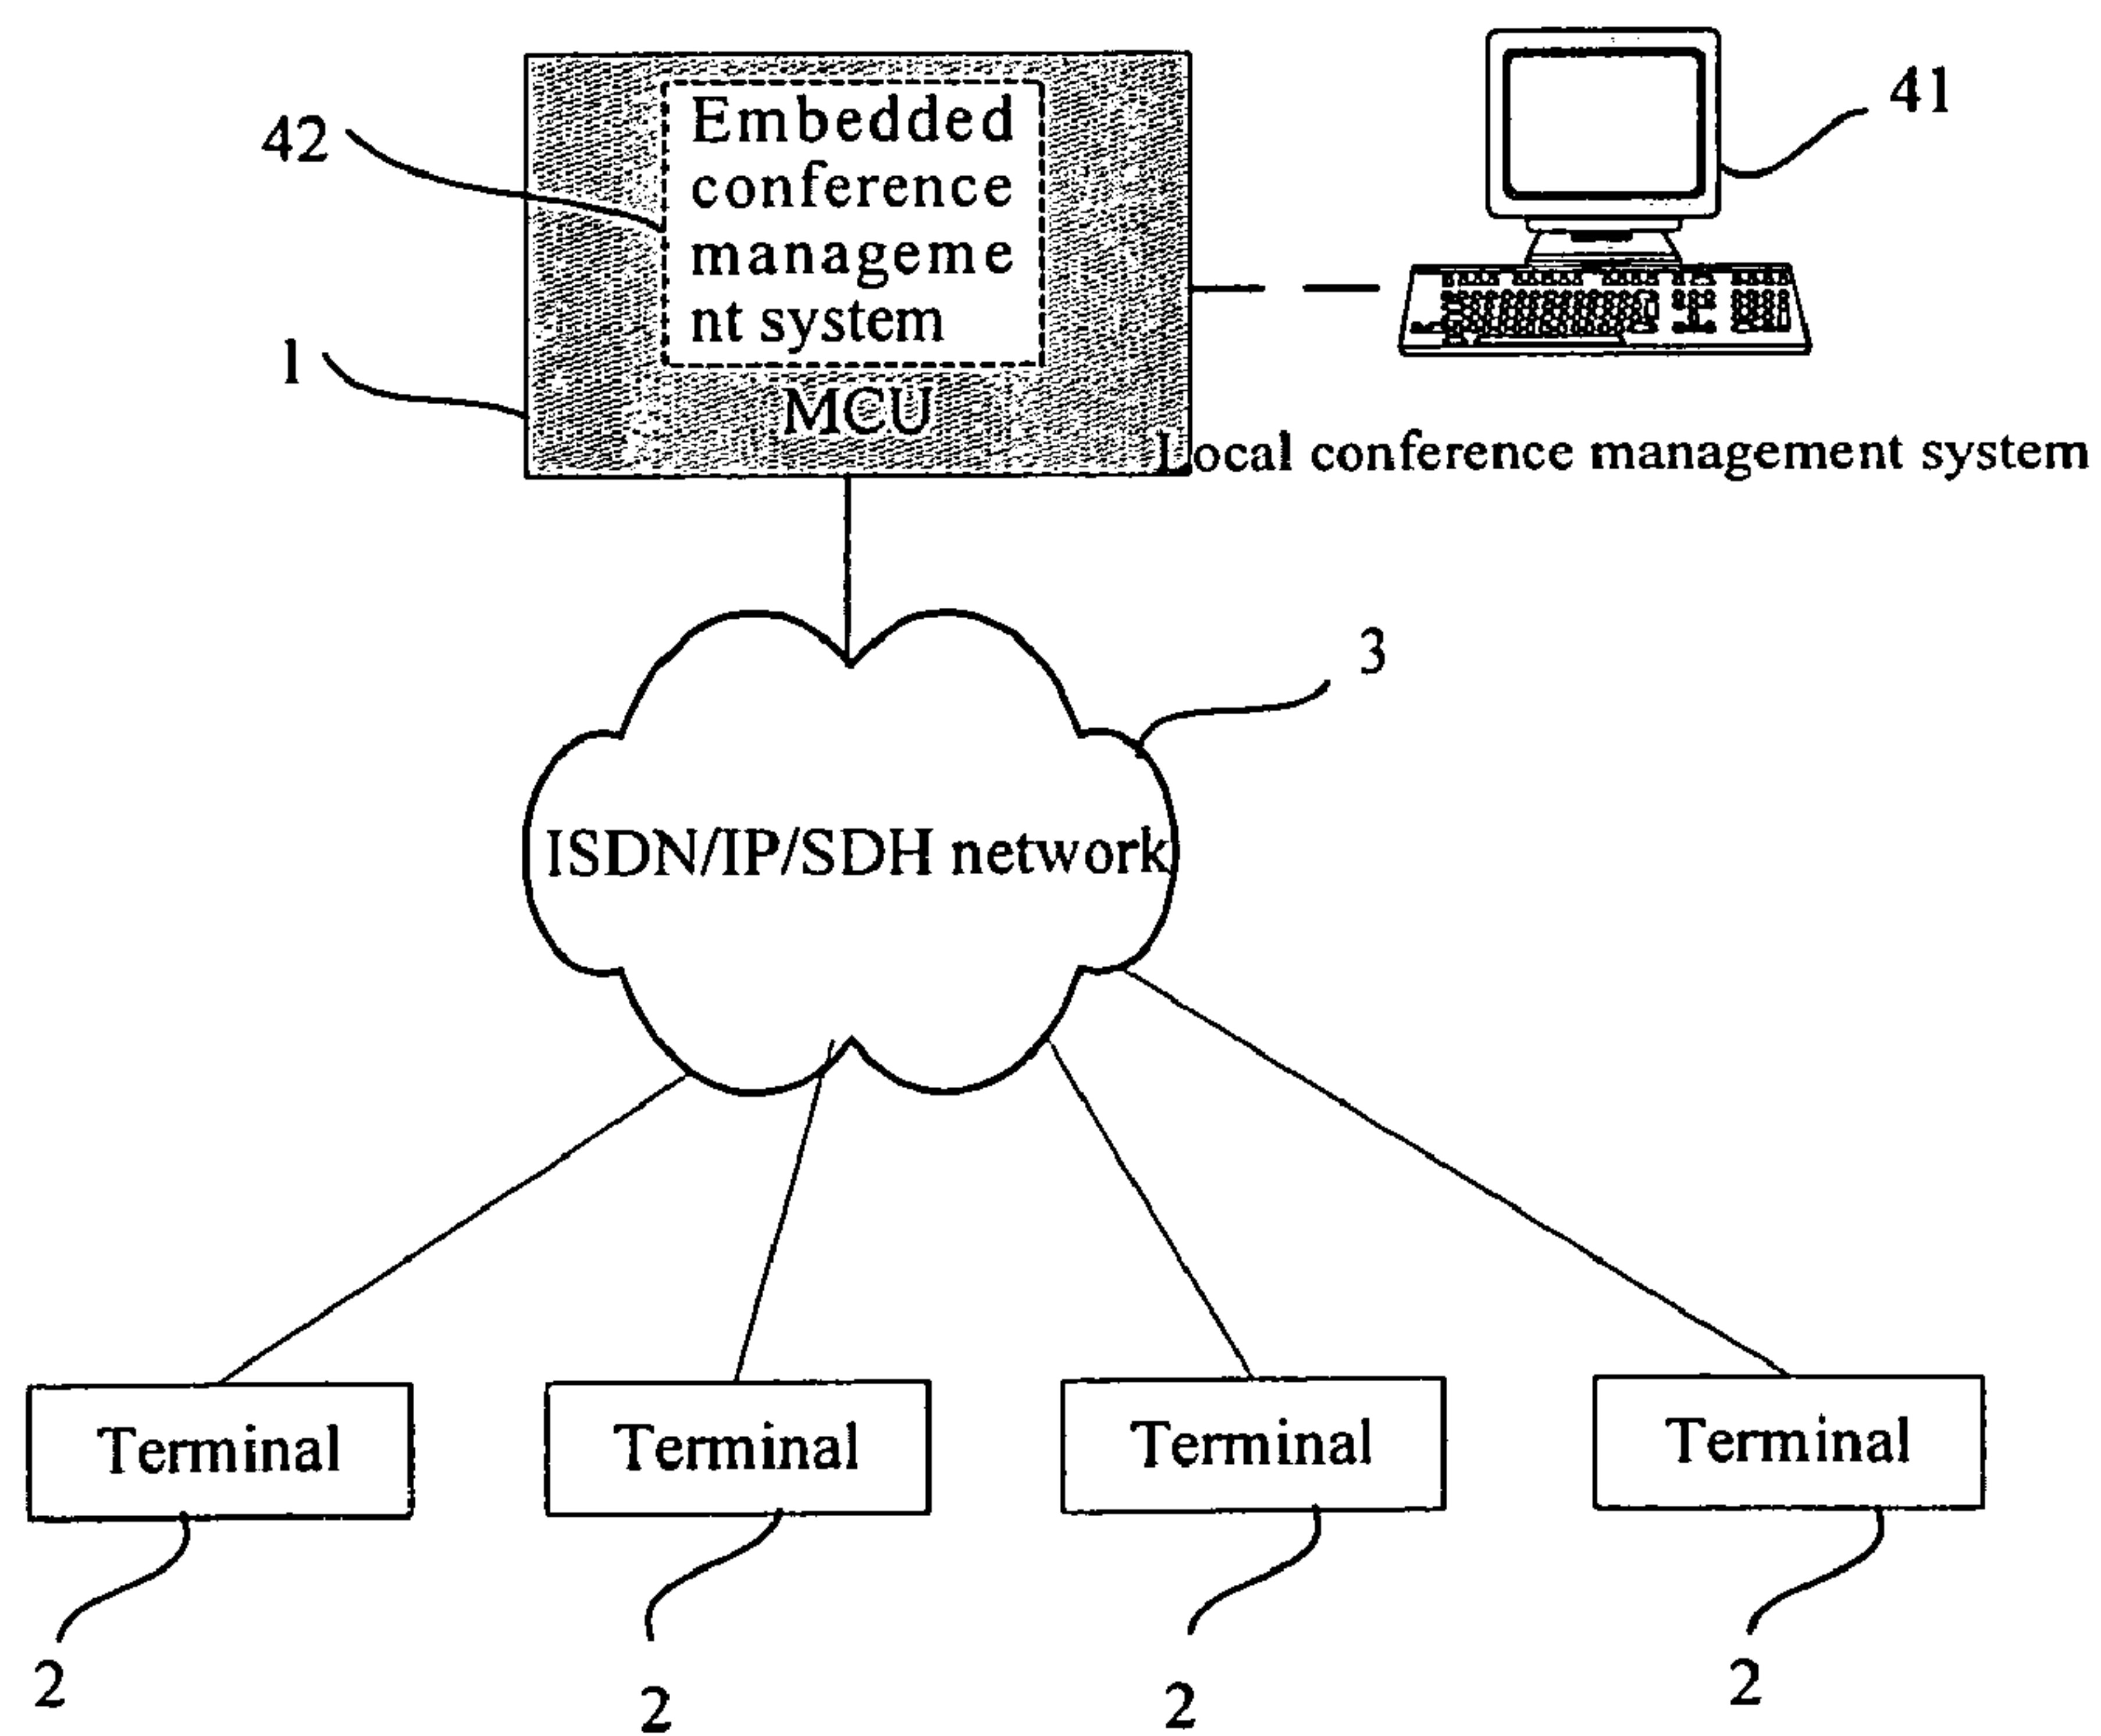 42
Embedded
conference
manageme
nt system
41
1
MCU
Local conference management system
3
ISDN/IP/SDH network
Terminal
Terminal
Terminal
Terminal
2
2
2
2